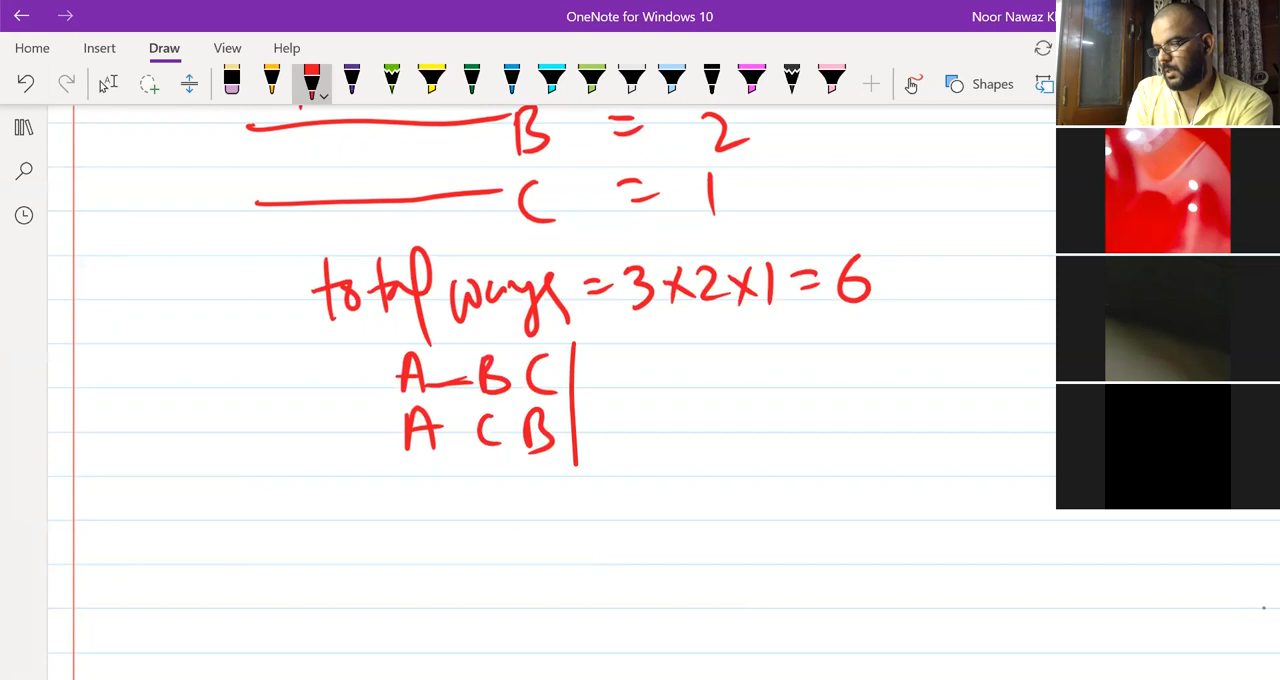 OneNote for Windows 10
Noor Nawaz Kh
Home Insert Draw View Help
Shapes
B = 2
C = 1
total ways = 3×2×1 = 6
A – B C
A C B